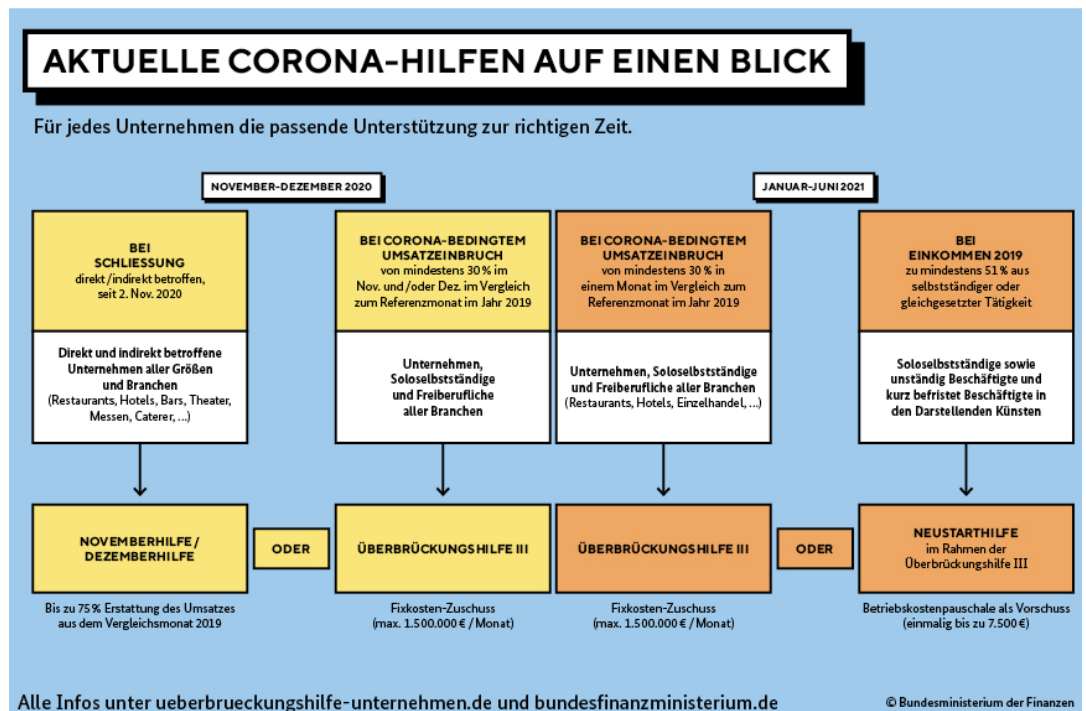 AKTUELLE CORONA-HILFEN AUF EINEN BLICK
Für jedes Unternehmen die passende Unterstützung zur richtigen Zeit.
NOVEMBER-DEZEMBER 2020
BEI
SCHLIESSUNG
direkt/indirekt betroffen,
seit 2. Nov. 2020
Direkt und indirekt betroffene
Unternehmen aller Größen
und Branchen
(Restaurants, Hotels, Bars, Theater,
Messen, Caterer, ...)
NOVEMBERHILFE/
DEZEMBERHILFE
Bis zu 75% Erstattung des Umsatzes
aus dem Vergleichsmonat 2019
ODER
BEI CORONA-BEDINGTEM
UMSATZEINBRUCH
von mindestens 30% im
Nov. und/oder Dez. im Vergleich
zum Referenzmonat im Jahr 2019
Unternehmen,
Soloselbstständige
und Freiberufliche
aller Branchen
ÜBERBRÜCKUNGSHILFE III
Fixkosten-Zuschuss
(max. 1.500.000 € / Monat)
JANUAR-JUNI 2021
BEI CORONA-BEDINGTEM
UMSATZEINBRUCH
von mindestens 30% in
einem Monat im Vergleich zum
Referenzmonat im Jahr 2019
Unternehmen, Soloselbstständige
und Freiberufliche aller Branchen
(Restaurants, Hotels, Einzelhandel, ...)
ÜBERBRÜCKUNGSHILFE III
Fixkosten-Zuschuss
(max. 1.500.000 € / Monat)
ODER
BEI
EINKOMMEN 2019
zu mindestens 51% aus
selbstständiger oder
gleichgesetzter Tätigkeit
Soloselbstständige sowie
unständig Beschäftigte und
kurz befristet Beschäftigte in
den Darstellenden Künsten
NEUSTARTHILFE
im Rahmen der
Überbrückungshilfe III
Betriebskostenpauschale als Vorschuss
(einmalig bis zu 7.500 €)
Alle Infos unter ueberbrueckungshilfe-unternehmen.de und bundesfinanzministerium.de
© Bundesministerium der Finanzen